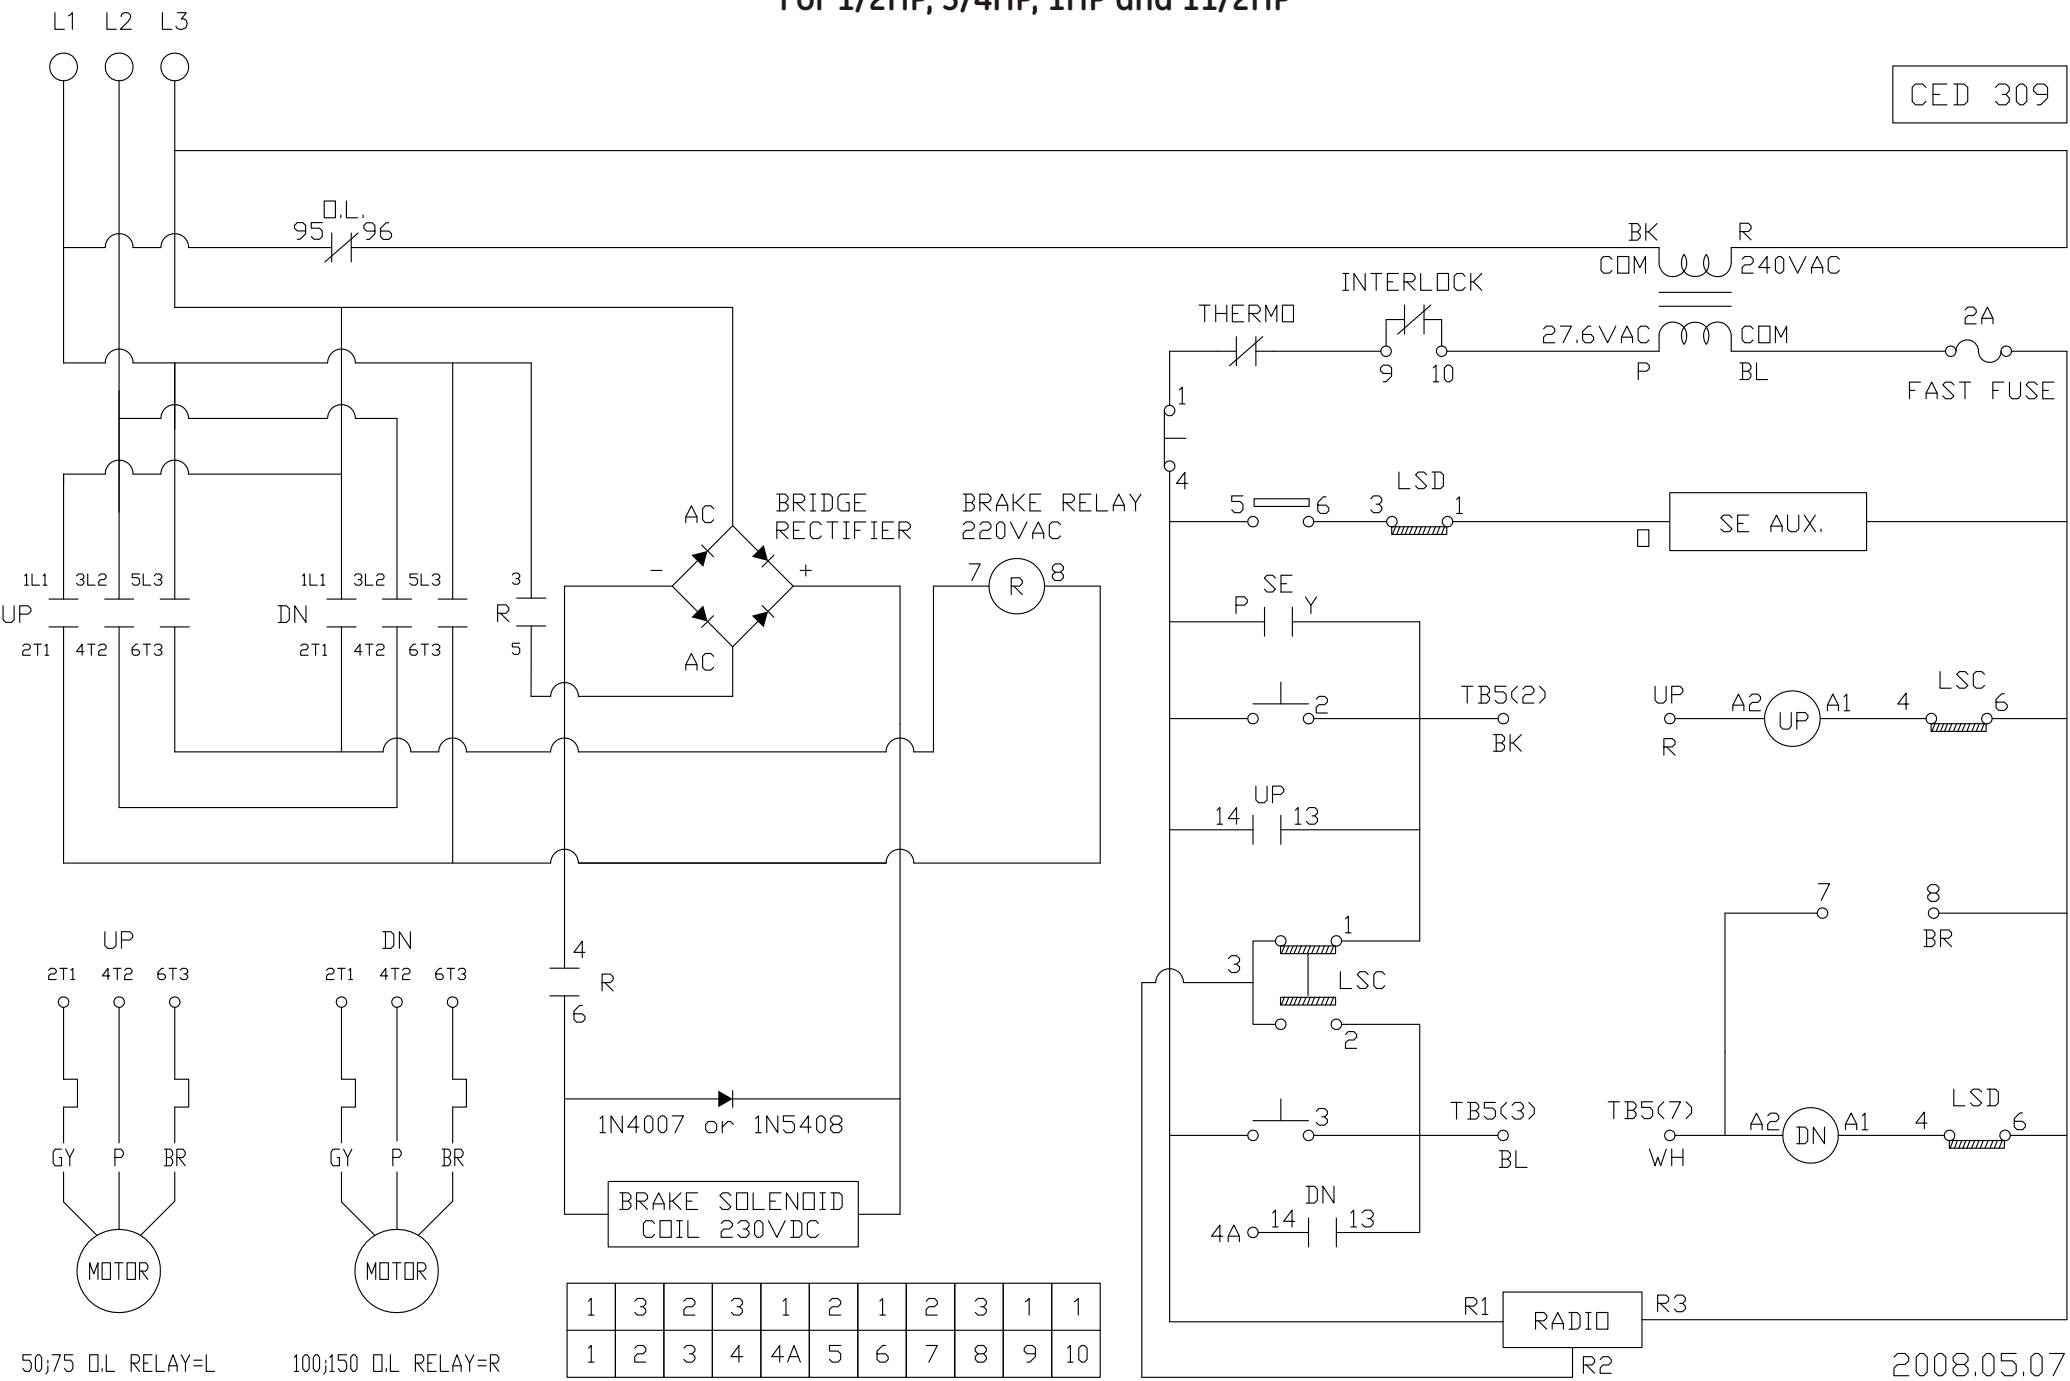 For 1/2HP, 3/4HP, 1HP and 11/2HP
L1 L2 L3
CED 309
O.L.
95 96
BK R
COM 240VAC
INTERLOCK
THERMO
27.6VAC COM
2A
P BL
9 10
FAST FUSE
1
4
LSD
5 6 3 1
SE AUX.
O
AC
BRIDGE
RECTIFIER
BRAKE RELAY
220VAC
- +
7 R 8
AC
1L1 3L2 5L3 1L1 3L2 5L3 3
UP DN R
2T1 4T2 6T3 2T1 4T2 6T3 5
SE
P Y
2
TB5(2)
BK
UP
R
A2 UP A1 4 LSC 6
UP
14 13
7 8
BR
1
3
LSC
2
UP DN
2T1 4T2 6T3 2T1 4T2 6T3
4
R
6
1N4007 or 1N5408
3
TB5(3)
BL
TB5(7)
WH
A2 DN A1 4 LSD 6
GY P BR GY P BR
BRAKE SOLENOID
COIL 230VDC
DN
4A 14 13
MOTOR MOTOR
1 3 2 3 1 2 1 2 3 1 1
1 2 3 4 4A 5 6 7 8 9 10
R1 RADIO R3
R2
50;75 O.L RELAY=L 100;150 O.L RELAY=R
2008.05.07